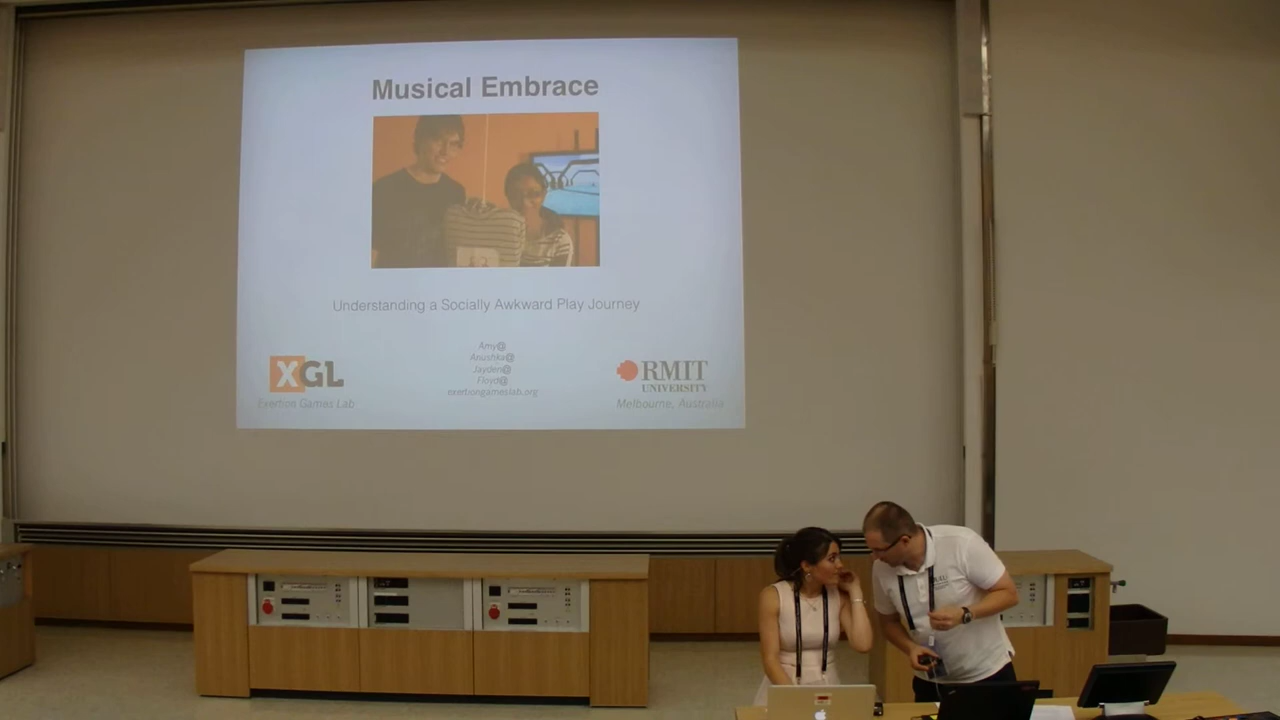 Musical Embrace
Understanding a Socially Awkward Play Journey
Amy@
Anushka@
Jayden@
Floyd@
exertiongameslab.org
XGL
Exertion Games Lab
RMIT
UNIVERSITY
Melbourne, Australia